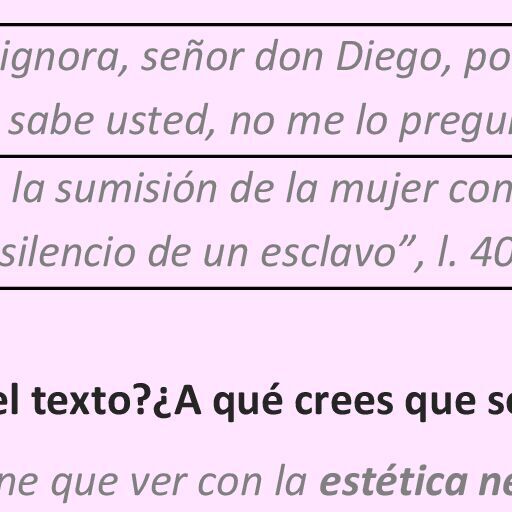 ignora, señor don Diego, po
sabe usted, no me lo pregu
la sumisión de la mujer con
silencio de un esclavo”, l. 40
el texto?¿A qué crees que se
ne que ver con la estética ne